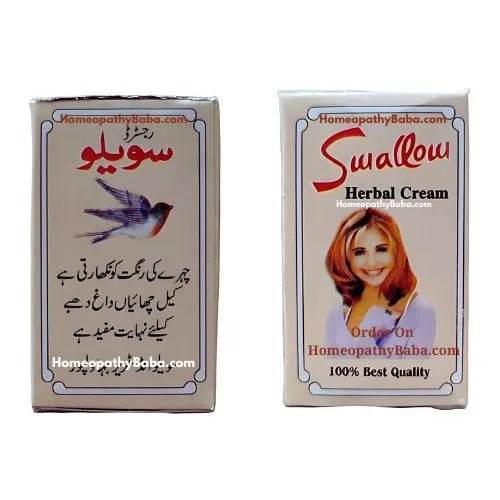 HomeopathyBaba.com
رجسٹرڈ
سویلو
چہرے کی رنگت کو نکھارتی ہے
کیل چھائیاں داغ دھبے
کیلئے نہایت مفید ہے
HomeopathyBaba.com
بہاولپور
HomeopathyBaba.com
Swallow
Herbal Cream
HomeopathyBaba.com
Order On
HomeopathyBaba.com
100% Best Quality